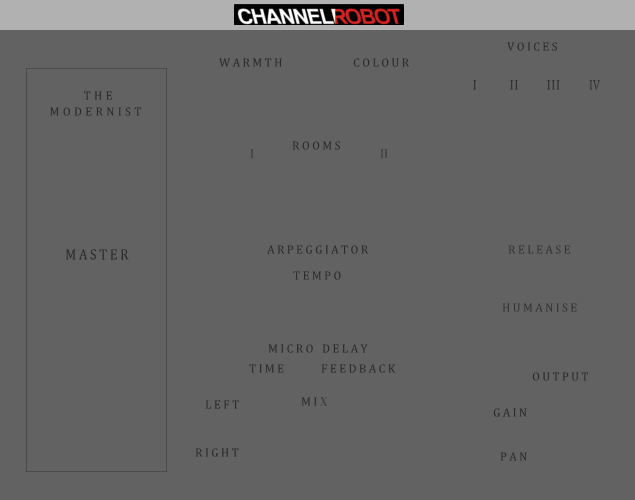 CHANNELROBOT
VOICES
WARMTH COLOUR
I II III IV
THE
MODERNIST
ROOMS
I II
ARPEGGIATOR
RELEASE
MASTER
TEMPO
HUMANISE
MICRO DELAY
TIME FEEDBACK
OUTPUT
LEFT MIX
GAIN
RIGHT
PAN